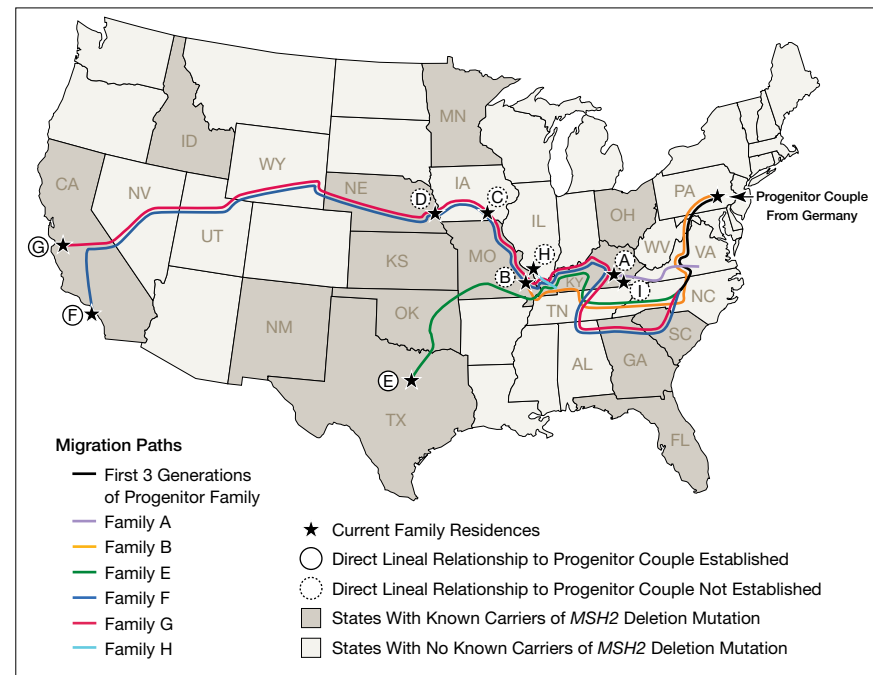 MN
ID
WY
CA
NV
NE
IA
D
C
PA
Progenitor Couple
From Germany
UT
IL
OH
WV
VA
G
H
A
KS
MO
B
KY
I
NC
F
NM
OK
TN
SC
E
AL
GA
TX
FL
Migration Paths
First 3 Generations
of Progenitor Family
Family A
Family B
Family E
Family F
Family G
Family H
Current Family Residences
Direct Lineal Relationship to Progenitor Couple Established
Direct Lineal Relationship to Progenitor Couple Not Established
States With Known Carriers of MSH2 Deletion Mutation
States With No Known Carriers of MSH2 Deletion Mutation